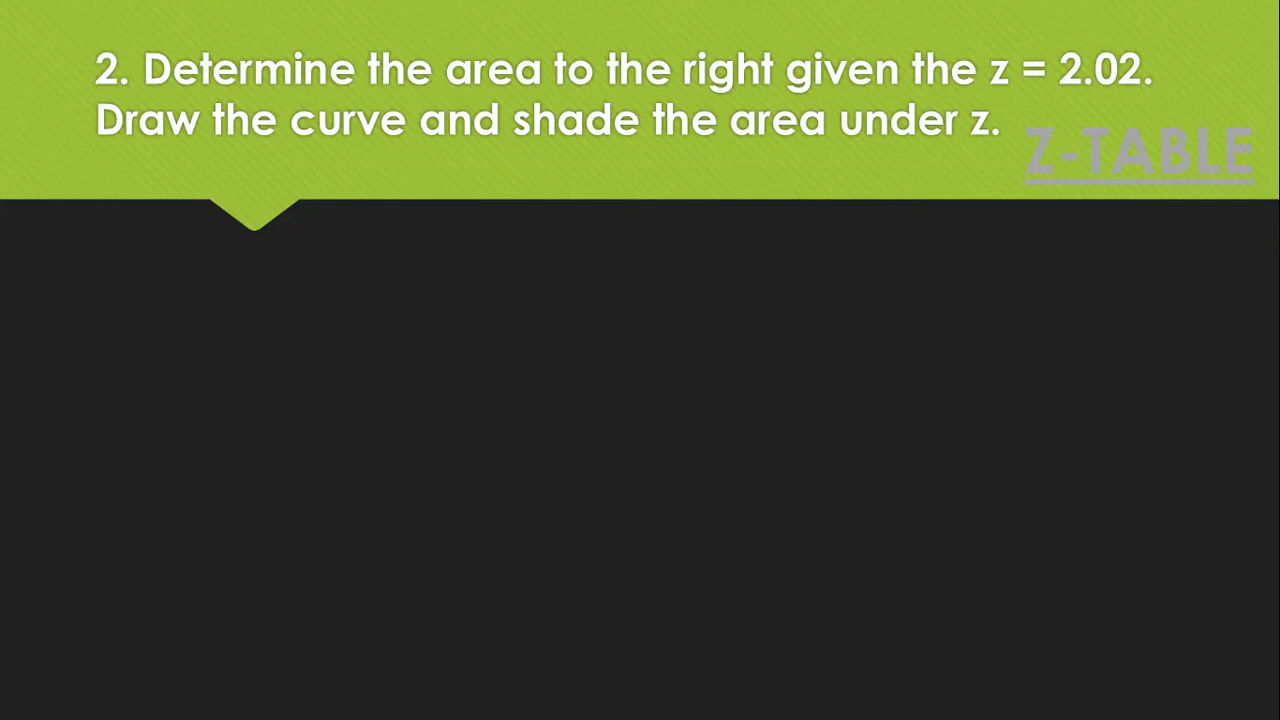 2. Determine the area to the right given the z = 2.02.
Draw the curve and shade the area under z.
Z-TABLE